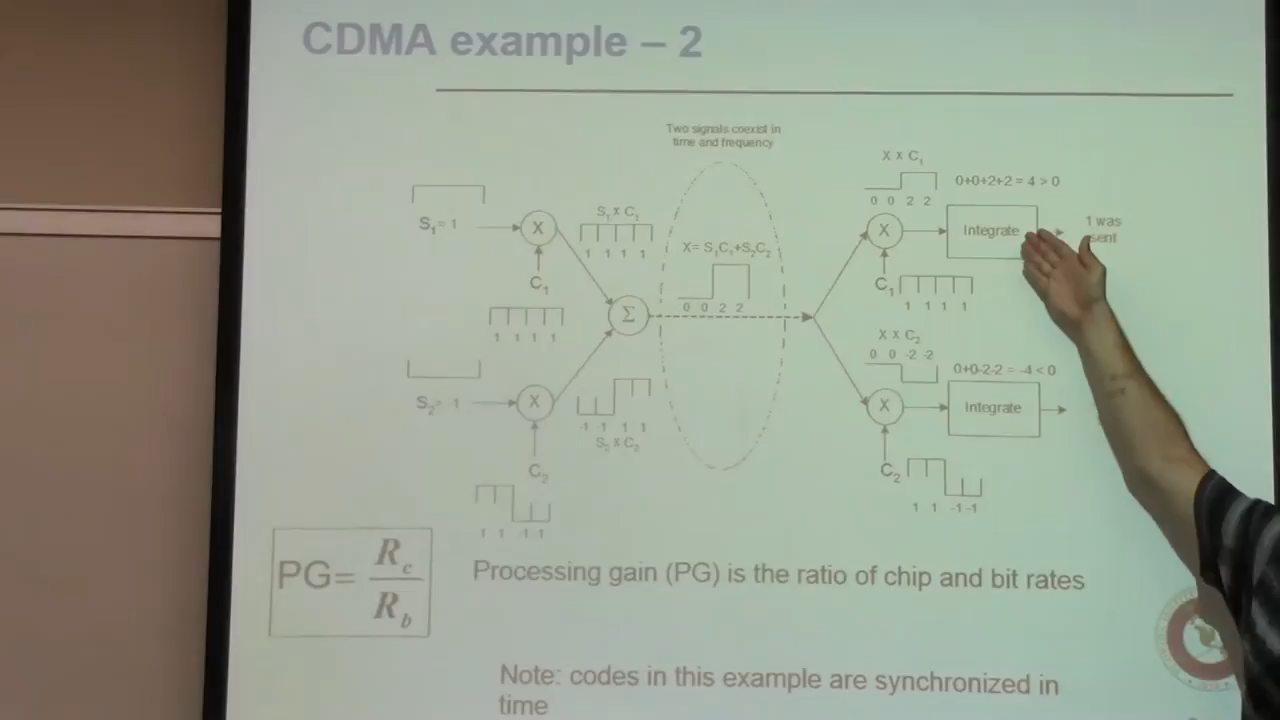 CDMA example – 2
Two signals coexist in
time and frequency
S₁= 1
X
S₁ x C₁
1 1 1 1
C₁
1 1 1 1
Σ
X= S₁C₁+S₂C₂
0 0 2 2
X x C₁
0 0 2 2
0+0+2+2 = 4 > 0
X
Integrate
1 was
sent
C₁
1 1 1 1
S₂= -1
X
-1 -1 1 1
S₂ x C₂
C₂
1 1 -1 -1
X x C₂
0 0 -2 -2
0+0-2-2 = -4 < 0
X
Integrate
C₂
1 1 -1 -1
PG= R_c / R_b
Processing gain (PG) is the ratio of chip and bit rates
Note: codes in this example are synchronized in
time